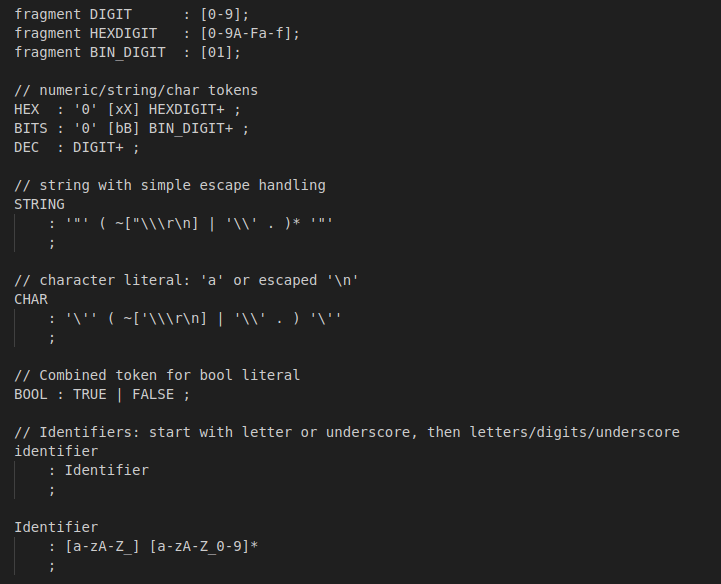 fragment DIGIT      : [0-9];
fragment HEXDIGIT   : [0-9A-Fa-f];
fragment BIN_DIGIT  : [01];

// numeric/string/char tokens
HEX  : '0' [xX] HEXDIGIT+ ;
BITS : '0' [bB] BIN_DIGIT+ ;
DEC  : DIGIT+ ;

// string with simple escape handling
STRING
    : '"' ( ~["\\\r\n] | '\\' . )* '"'
    ;

// character literal: 'a' or escaped '\n'
CHAR
    : '\'' ( ~['\\\r\n] | '\\' . ) '\''
    ;

// Combined token for bool literal
BOOL : TRUE | FALSE ;

// Identifiers: start with letter or underscore, then letters/digits/underscore
identifier
    : Identifier
    ;

Identifier
    : [a-zA-Z_] [a-zA-Z_0-9]*
    ;